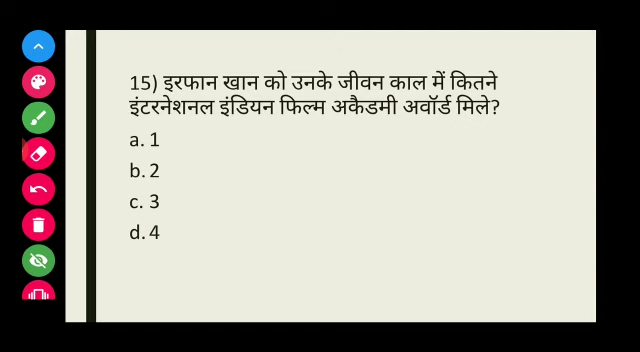 15) इरफान खान को उनके जीवन काल में कितने
इंटरनेशनल इंडियन फिल्म अकैडमी अवॉर्ड मिले?
a. 1
b. 2
c. 3
d. 4